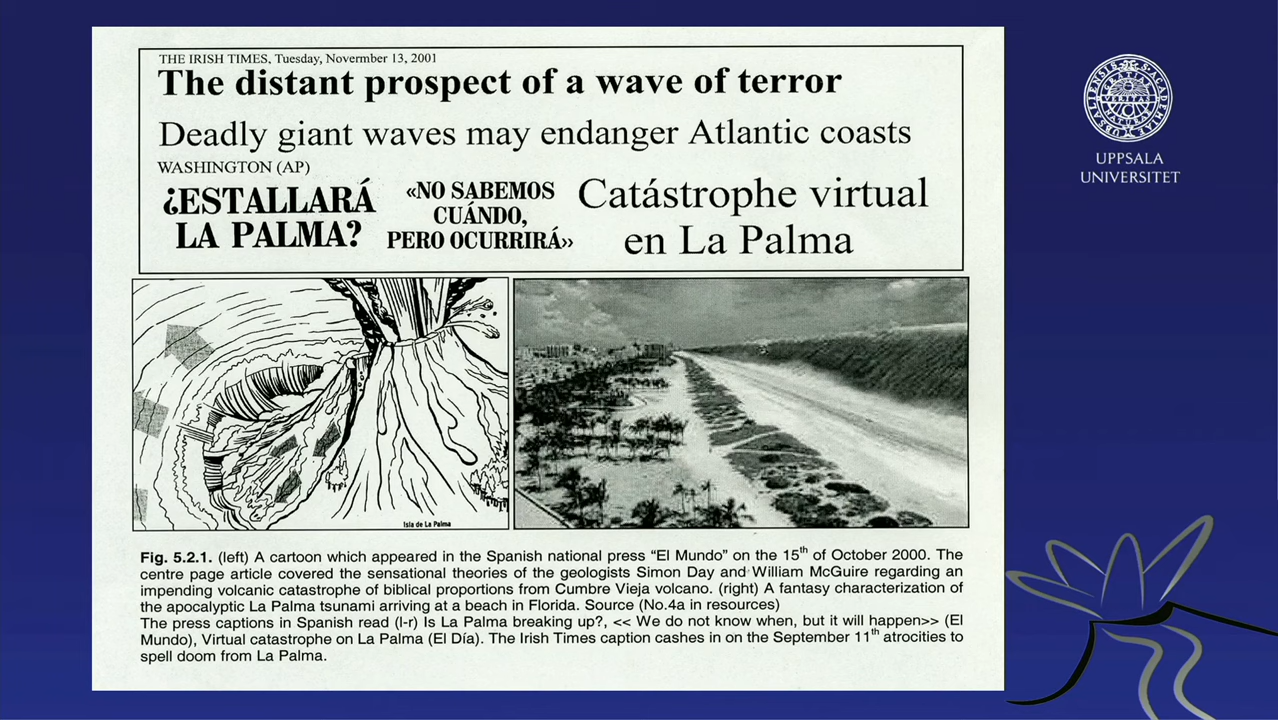 THE IRISH TIMES, Tuesday, Novermber 13, 2001
The distant prospect of a wave of terror
Deadly giant waves may endanger Atlantic coasts
WASHINGTON (AP)
¿ESTALLARÁ
LA PALMA?
«NO SABEMOS
CUÁNDO,
PERO OCURRIRÁ»
Catástrophe virtual
en La Palma
Isla de La Palma
Fig. 5.2.1. (left) A cartoon which appeared in the Spanish national press “El Mundo” on the 15th of October 2000. The
centre page article covered the sensational theories of the geologists Simon Day and William McGuire regarding an
impending volcanic catastrophe of biblical proportions from Cumbre Vieja volcano. (right) A fantasy characterization of
the apocalyptic La Palma tsunami arriving at a beach in Florida. Source (No.4a in resources)
The press captions in Spanish read (l-r) Is La Palma breaking up?, << We do not know when, but it will happen>> (El
Mundo), Virtual catastrophe on La Palma (El Día). The Irish Times caption cashes in on the September 11th atrocities to
spell doom from La Palma.
UPPSALA
UNIVERSITET